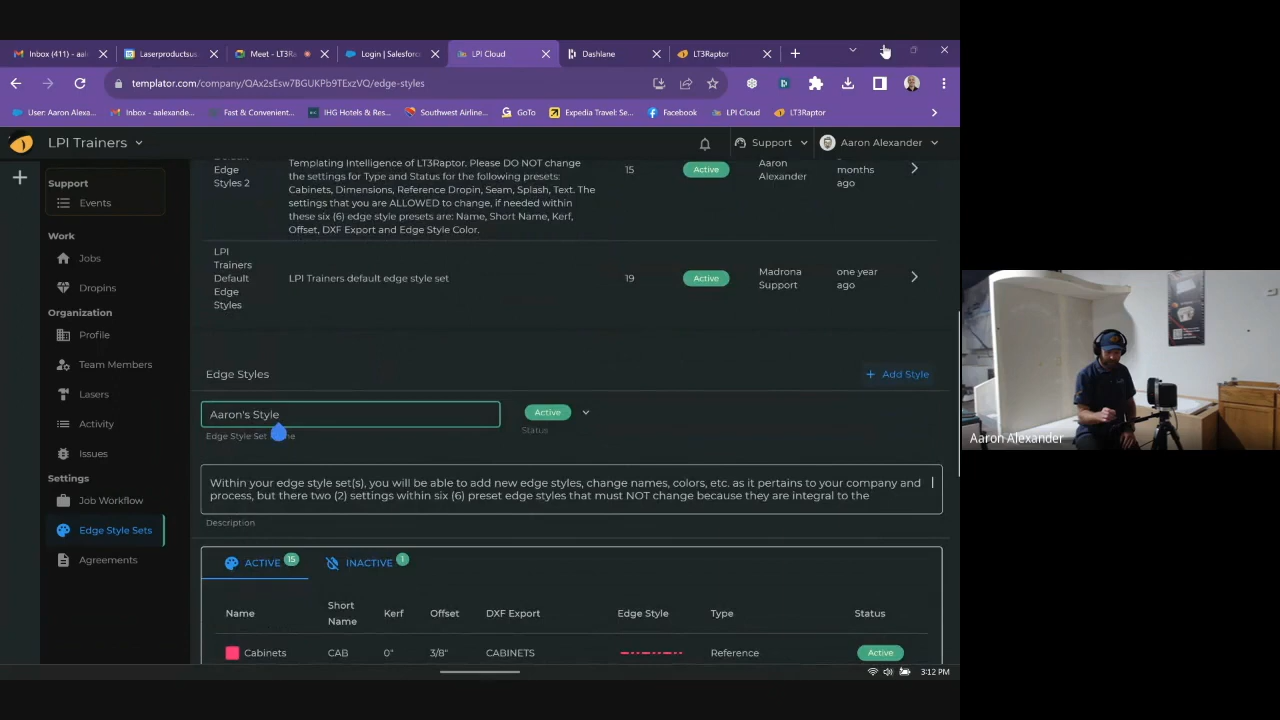 Inbox (411) - aal
Laserproductsus
Meet - LT3Ra
Login | Salesforc
LPI Cloud
Dashlane
LT3Raptor
templator.com/company/QAx2sEsw7BGUKPb9TErxzVQ/edge-styles
User: Aaron Alexa...
Inbox - aalexande...
Fast & Convenient...
IHG Hotels & Res...
Southwest Airline...
GoTo
Expedia Travel: Se...
Facebook
LPI Cloud
LT3Raptor
LPI Trainers
Support
Aaron Alexander
Support
Events
Work
Jobs
Dropins
Organization
Profile
Team Members
Lasers
Activity
Issues
Settings
Job Workflow
Edge Style Sets
Agreements
Edge
Styles 2
Templating Intelligence of LT3Raptor. Please DO NOT change
the settings for Type and Status for the following presets:
Cabinets, Dimensions, Reference Dropin, Seam, Splash, Text. The
settings that you are ALLOWED to change, if needed within
these six (6) edge style presets are: Name, Short Name, Kerf,
Offset, DXF Export and Edge Style Color.
15
Active
Aaron
Alexander
months
ago
LPI
Trainers
Default
Edge
Styles
LPI Trainers default edge style set
19
Active
Madrona
Support
one year
ago
Edge Styles
+ Add Style
Aaron's Style
Active
Edge Style Set
Status
Within your edge style set(s), you will be able to add new edge styles, change names, colors, etc. as it pertains to your company and
process, but there two (2) settings within six (6) preset edge styles that must NOT change because they are integral to the
Description
ACTIVE 15
INACTIVE 1
Name
Short
Name
Kerf
Offset
DXF Export
Edge Style
Type
Status
Cabinets
CAB
0"
3/8"
CABINETS
Reference
Active
3:12 PM
Aaron Alexander